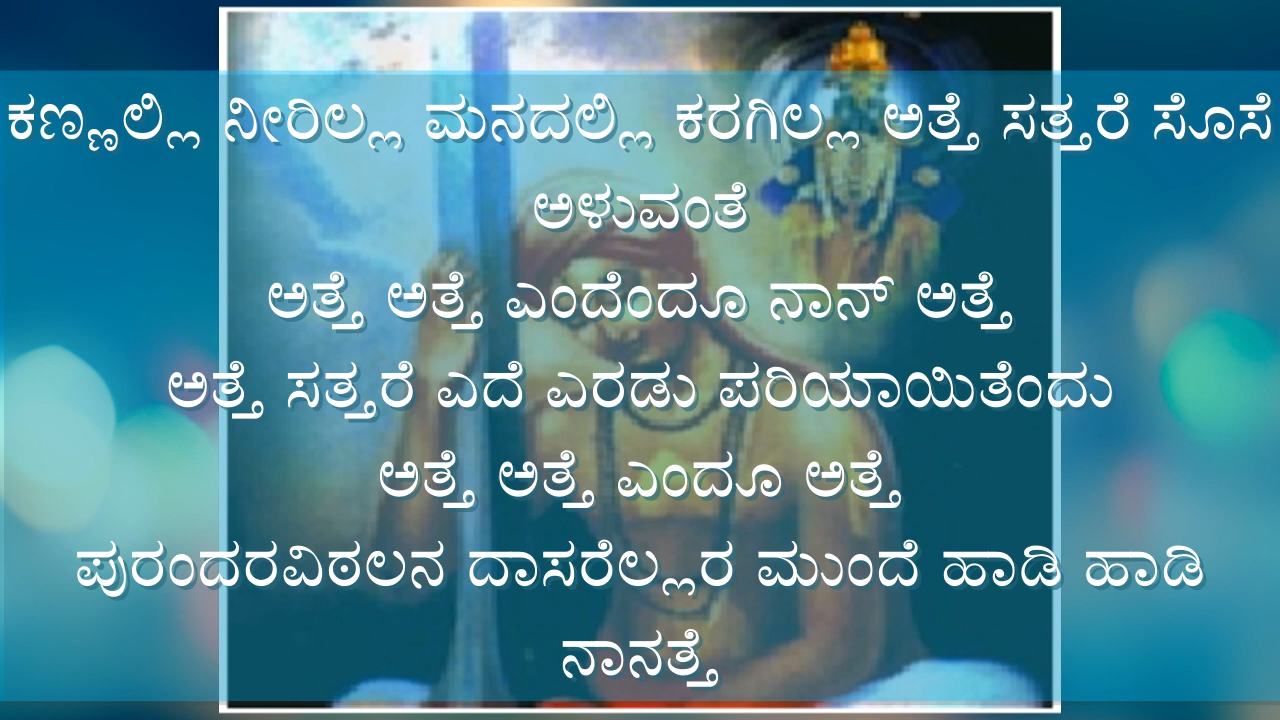 ಕಣ್ಣಲ್ಲಿ ನೀರಿಲ್ಲ ಮನದಲ್ಲಿ ಕರಗಿಲ್ಲ ಅತ್ತೆ ಸತ್ತರೆ ಸೊಸೆ
ಅಳುವಂತೆ
ಅತ್ತೆ ಅತ್ತೆ ಎಂದೆಂದೂ ನಾನ್ ಅತ್ತೆ
ಅತ್ತೆ ಸತ್ತರೆ ಎದೆ ಎರಡು ಪರಿಯಾಯಿತೆಂದು
ಅತ್ತೆ ಅತ್ತೆ ಎಂದೂ ಅತ್ತೆ
ಪುರಂದರವಿಠಲನ ದಾಸರೆಲ್ಲರ ಮುಂದೆ ಹಾಡಿ ಹಾಡಿ
ನಾನತ್ತೆ